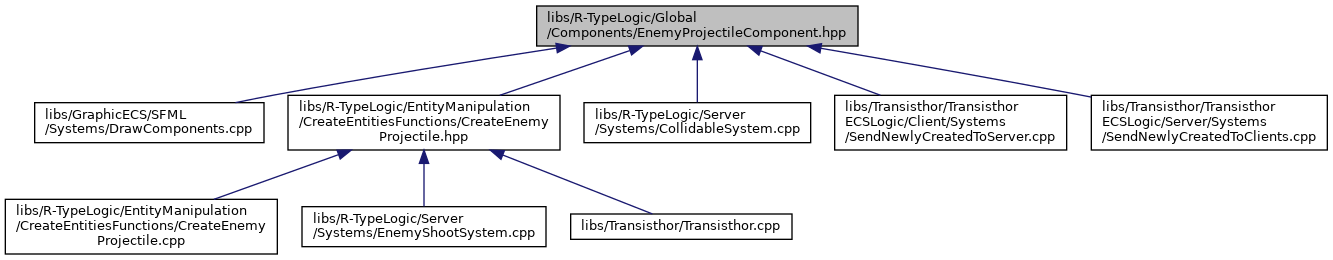 libs/R-TypeLogic/Global
/Components/EnemyProjectileComponent.hpp
libs/GraphicECS/SFML
/Systems/DrawComponents.cpp
libs/R-TypeLogic/EntityManipulation
/CreateEntitiesFunctions/CreateEnemy
Projectile.hpp
libs/R-TypeLogic/Server
/Systems/CollidableSystem.cpp
libs/Transisthor/Transisthor
ECSLogic/Client/Systems
/SendNewlyCreatedToServer.cpp
libs/Transisthor/Transisthor
ECSLogic/Server/Systems
/SendNewlyCreatedToClients.cpp
libs/R-TypeLogic/EntityManipulation
/CreateEntitiesFunctions/CreateEnemy
Projectile.cpp
libs/R-TypeLogic/Server
/Systems/EnemyShootSystem.cpp
libs/Transisthor/Transisthor.cpp